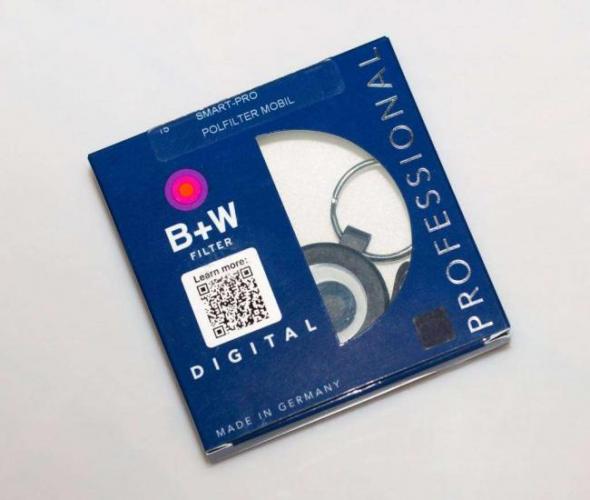 SMART-PRO
POLFILTER MOBIL
B+W
FILTER
Learn more:
DIGITAL
MADE IN GERMANY
PROFESSIONAL